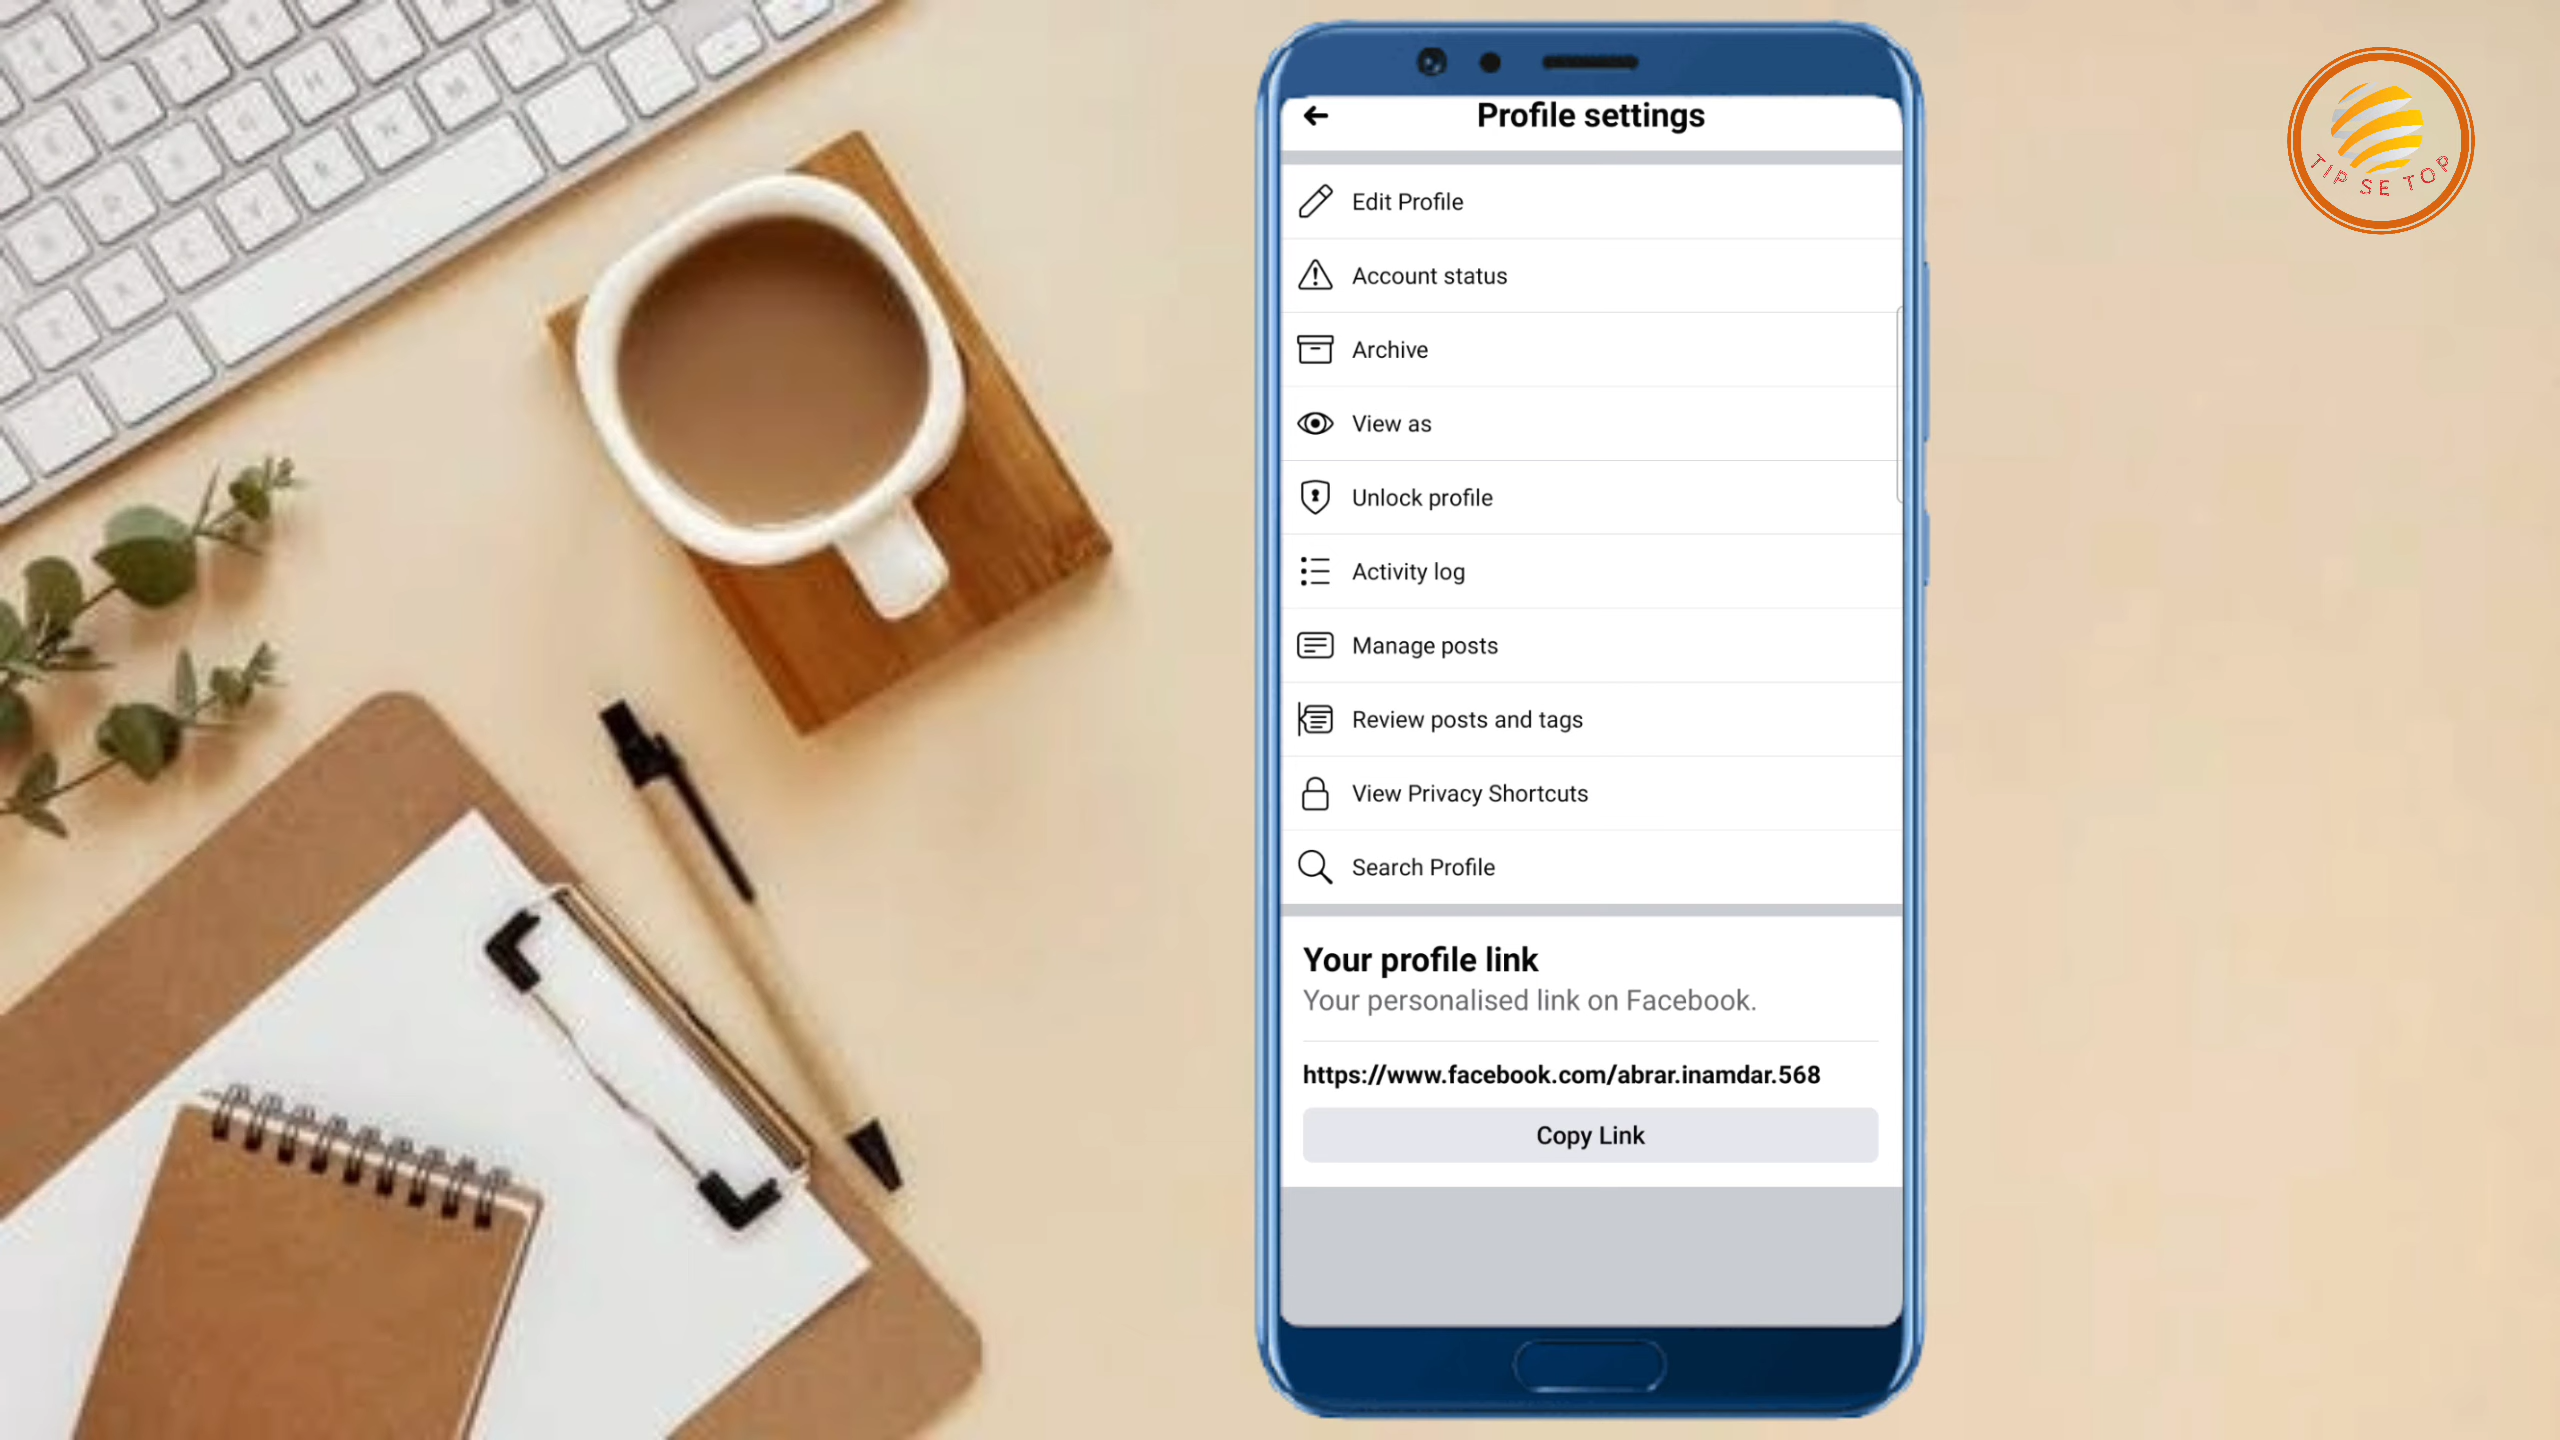 Profile settings
Edit Profile
Account status
Archive
View as
Unlock profile
Activity log
Manage posts
Review posts and tags
View Privacy Shortcuts
Search Profile
Your profile link
Your personalised link on Facebook.
https://www.facebook.com/abrar.inamdar.568
Copy Link
TIP SE TOP